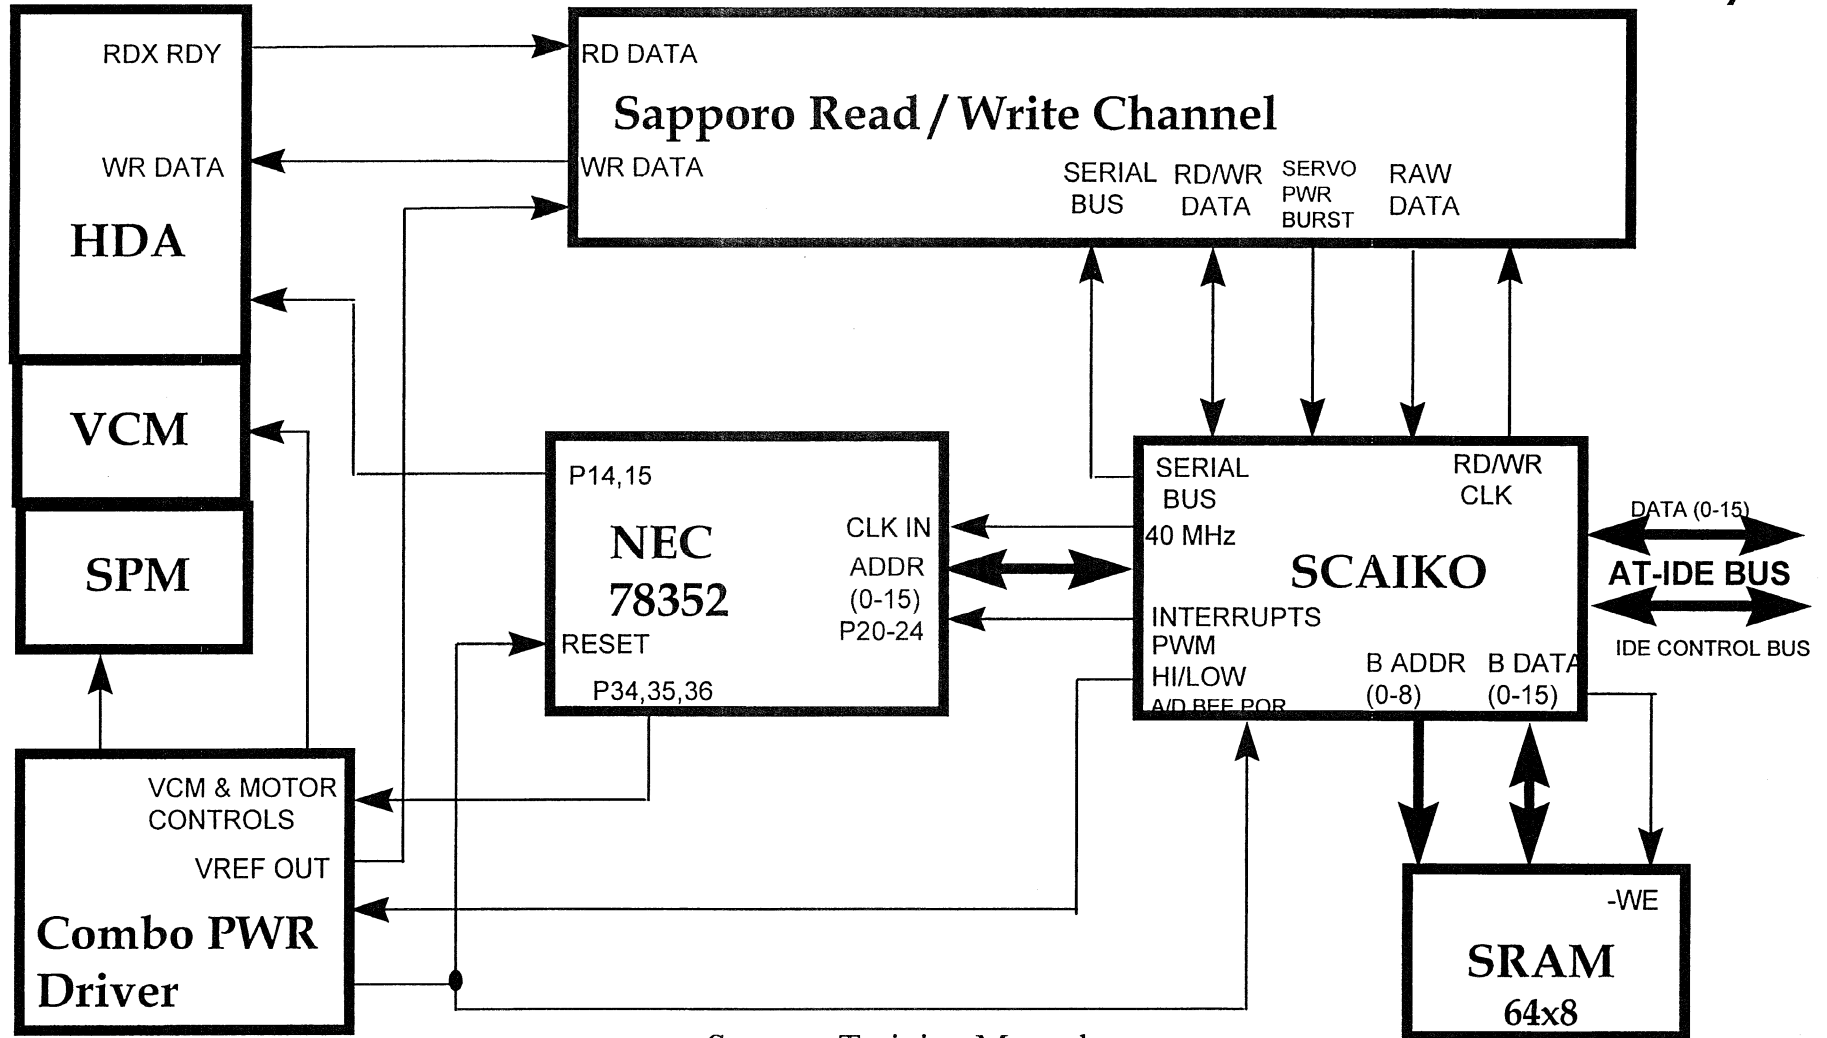 RDX RDY
RD DATA
Sapporo Read/Write Channel
WR DATA
WR DATA
SERIAL
BUS
RD/WR
DATA
SERVO
PWR
BURST
RAW
DATA
HDA
VCM
SPM
P14,15
NEC
78352
CLK IN
ADDR
(0-15)
P20-24
RESET
P34,35,36
SERIAL
BUS
RD/WR
CLK
40 MHz
SCAIKO
INTERRUPTS
PWM
HI/LOW
B ADDR
(0-8)
B DATA
(0-15)
DATA (0-15)
AT-IDE BUS
IDE CONTROL BUS
VCM & MOTOR
CONTROLS
VREF OUT
Combo PWR
Driver
-WE
SRAM
64x8